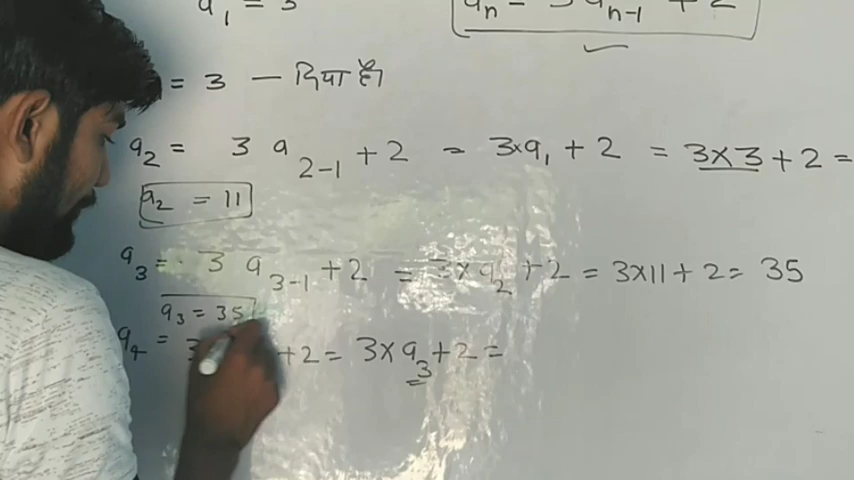 a₁ = 3
aₙ = 3aₙ₋₁ + 2
= 3 — दिया है
a₂ = 3 a₂₋₁ + 2 = 3×a₁ + 2 = 3×3 + 2 =
a₂ = 11
a₃ = 3 a₃₋₁ + 2 = 3×a₂ + 2 = 3×11 + 2 = 35
a₃ = 35
a₄ = 3 + 2 = 3×a₃ + 2 =